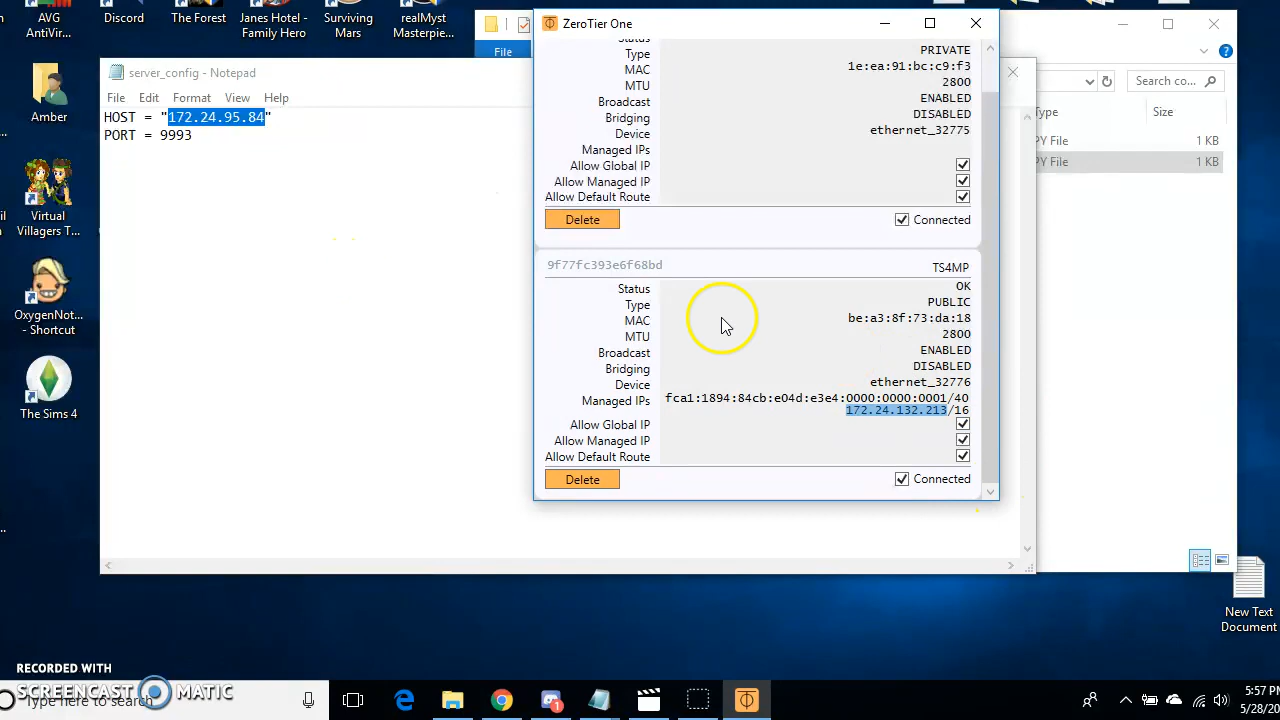 AVG
AntiVir...
Discord
The Forest
Janes Hotel -
Family Hero
Surviving
Mars
realMyst
Masterpie...
ZeroTier One
File
server_config - Notepad
File Edit Format View Help
HOST = "172.24.95.84"
PORT = 9993
Status
Type PRIVATE
MAC 1e:ea:91:bc:c9:f3
MTU 2800
Broadcast ENABLED
Bridging DISABLED
Device ethernet_32775
Managed IPs
Allow Global IP
Allow Managed IP
Allow Default Route
Delete Connected
9f77fc393e6f68bd TS4MP
Status OK
Type PUBLIC
MAC be:a3:8f:73:da:18
MTU 2800
Broadcast ENABLED
Bridging DISABLED
Device ethernet_32776
Managed IPs fca1:1894:84cb:e04d:e3e4:0000:0000:0001/40
172.24.132.213/16
Allow Global IP
Allow Managed IP
Allow Default Route
Delete Connected
Search co...
Type Size
PY File 1 KB
PY File 1 KB
Amber
Virtual
Villagers T...
OxygenNot...
- Shortcut
The Sims 4
New Text
Document
RECORDED WITH
SCREENCAST MATIC
Type here to search
5:57 P
5/28/20